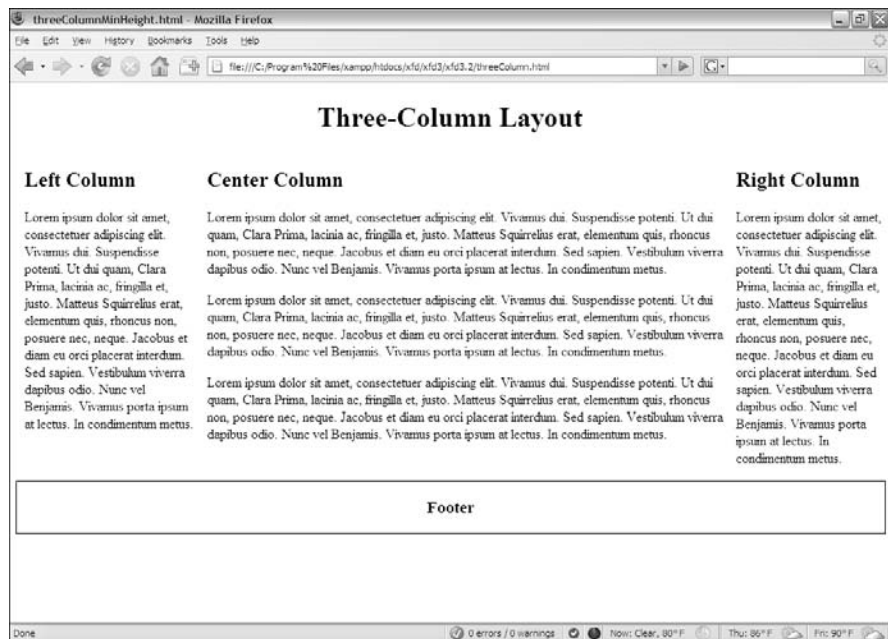 threeColumnMinHeight.html - Mozilla Firefox
File Edit View History Bookmarks Tools Help
file:///C:/Program%20Files/xampp/htdocs/xfd/xfd3/xfd3.2/threeColumn.html
G
Three-Column Layout
Left Column
Lorem ipsum dolor sit amet,
consectetuer adipiscing elit.
Vivamus dui. Suspendisse
potenti. Ut dui quam, Clara
Prima, lacinia ac, fringilla et,
justo. Matteus Squirrelius erat,
elementum quis, rhoncus non,
posuere nec, neque. Jacobus et
diam eu orci placerat interdum.
Sed sapien. Vestibulum viverra
dapibus odio. Nunc vel
Benjamis. Vivamus porta ipsum
at lectus. In condimentum metus.
Center Column
Lorem ipsum dolor sit amet, consectetuer adipiscing elit. Vivamus dui. Suspendisse potenti. Ut dui
quam, Clara Prima, lacinia ac, fringilla et, justo. Matteus Squirrelius erat, elementum quis, rhoncus
non, posuere nec, neque. Jacobus et diam eu orci placerat interdum. Sed sapien. Vestibulum viverra
dapibus odio. Nunc vel Benjamis. Vivamus porta ipsum at lectus. In condimentum metus.
Lorem ipsum dolor sit amet, consectetuer adipiscing elit. Vivamus dui. Suspendisse potenti. Ut dui
quam, Clara Prima, lacinia ac, fringilla et, justo. Matteus Squirrelius erat, elementum quis, rhoncus
non, posuere nec, neque. Jacobus et diam eu orci placerat interdum. Sed sapien. Vestibulum viverra
dapibus odio. Nunc vel Benjamis. Vivamus porta ipsum at lectus. In condimentum metus.
Lorem ipsum dolor sit amet, consectetuer adipiscing elit. Vivamus dui. Suspendisse potenti. Ut dui
quam, Clara Prima, lacinia ac, fringilla et, justo. Matteus Squirrelius erat, elementum quis, rhoncus
non, posuere nec, neque. Jacobus et diam eu orci placerat interdum. Sed sapien. Vestibulum viverra
dapibus odio. Nunc vel Benjamis. Vivamus porta ipsum at lectus. In condimentum metus.
Right Column
Lorem ipsum dolor sit amet,
consectetuer adipiscing elit.
Vivamus dui. Suspendisse
potenti. Ut dui quam, Clara
Prima, lacinia ac, fringilla et,
justo. Matteus Squirrelius
erat, elementum quis,
rhoncus non, posuere nec,
neque. Jacobus et diam eu
orci placerat interdum. Sed
sapien. Vestibulum viverra
dapibus odio. Nunc vel
Benjamis. Vivamus porta
ipsum at lectus. In
condimentum metus.
Footer
Done 0 errors / 0 warnings Now: Clear, 80° F Thu: 86° F Fri: 90° F